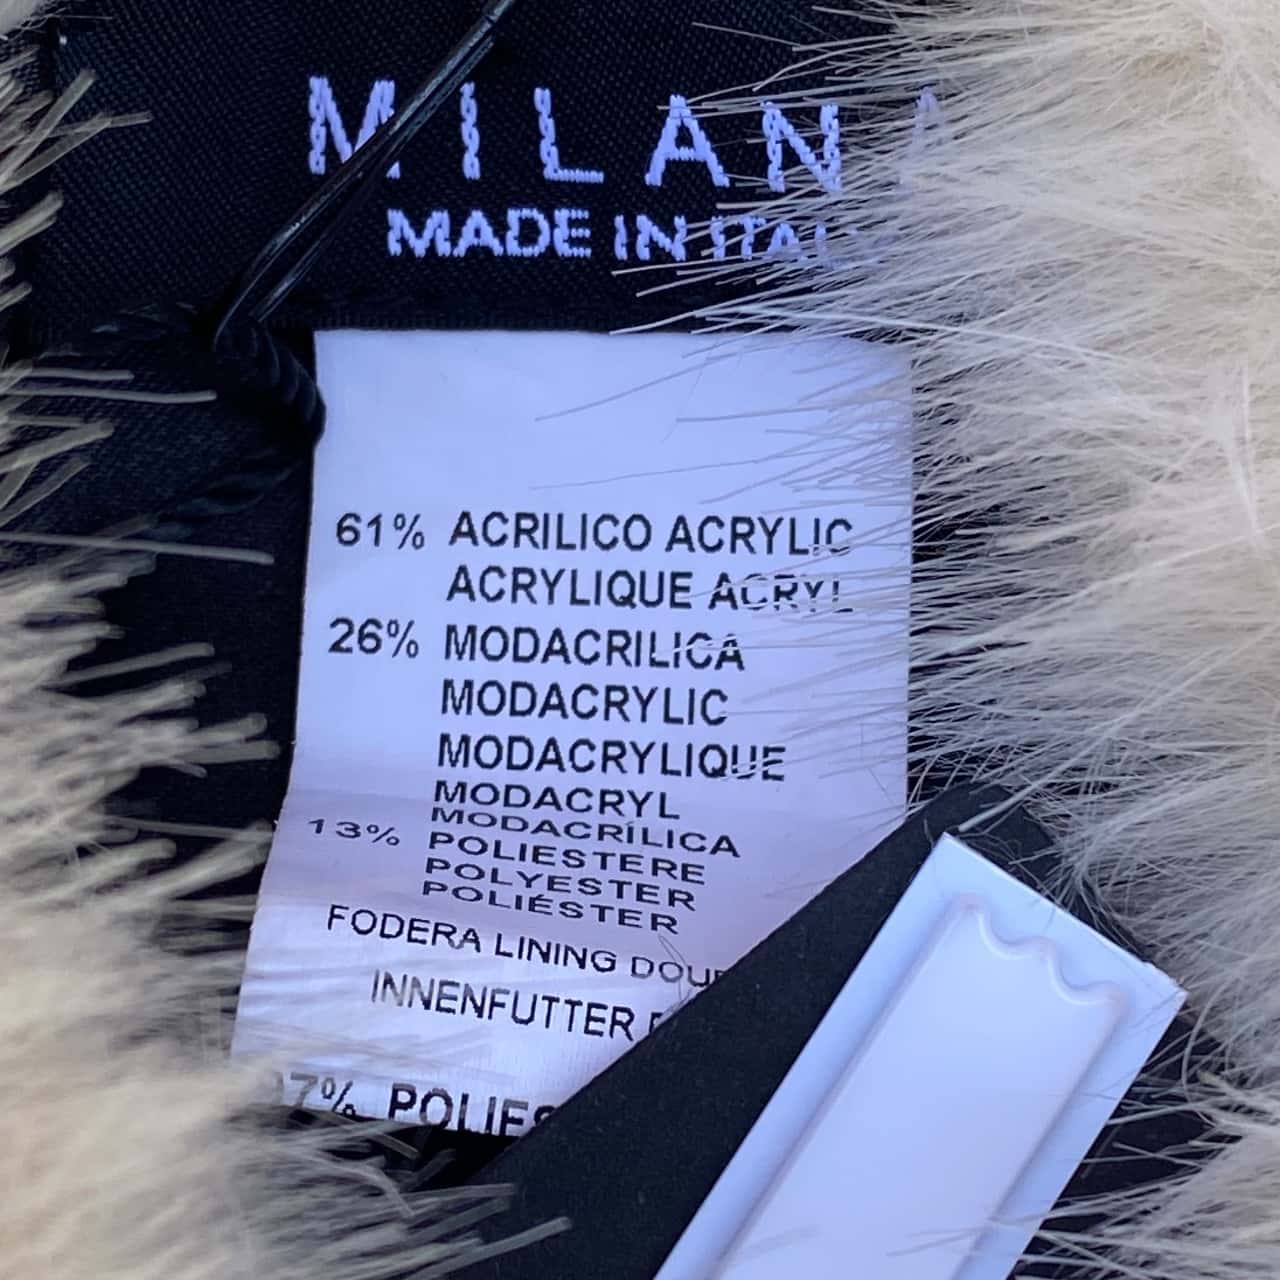 MILAN
MADE IN ITAL
61% ACRILICO ACRYLIC
ACRYLIQUE ACRYL
26% MODACRILICA
MODACRYLIC
MODACRYLIQUE
MODACRYL
MODACRÍLICA
13% POLIESTERE
POLYESTER
POLIÉSTER
FODERA LINING
INNENFUTTER